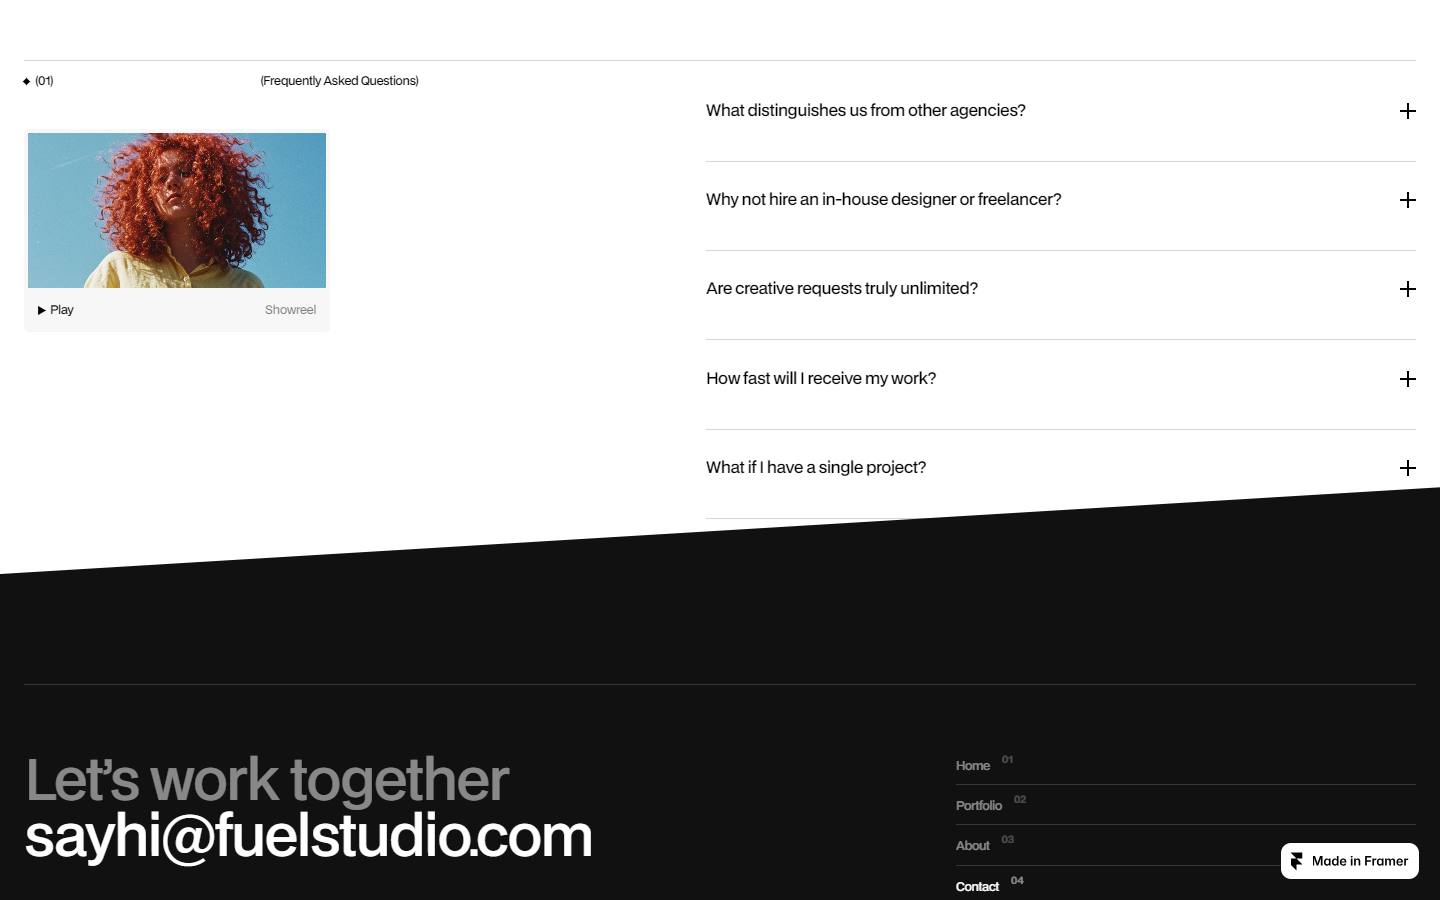 (01)
(Frequently Asked Questions)
Play
Showreel
What distinguishes us from other agencies?
Why not hire an in-house designer or freelancer?
Are creative requests truly unlimited?
How fast will I receive my work?
What if I have a single project?
Let’s work together
sayhi@fuelstudio.com
Home 01
Portfolio 02
About 03
Contact 04
Made in Framer